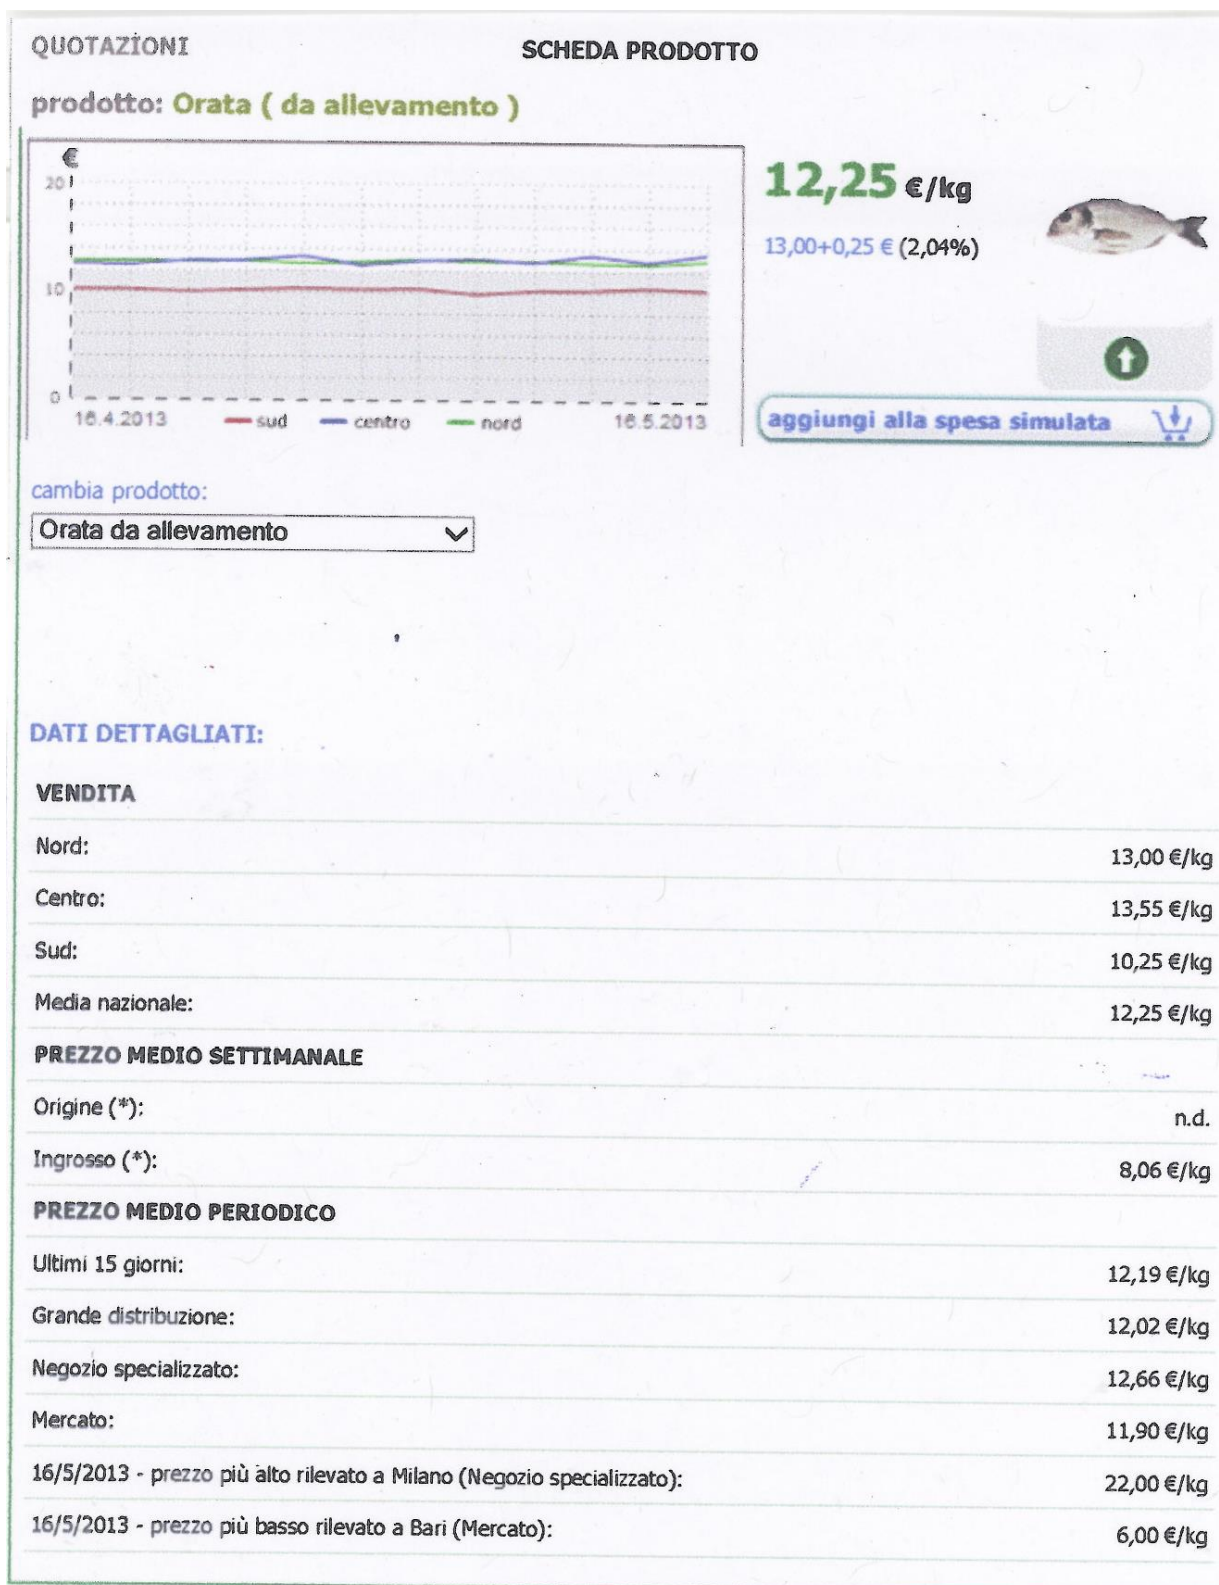 QUOTAZIONI
SCHEDA PRODOTTO
prodotto: Orata ( da allevamento )
€
20
10
0
16.4.2013 sud centro nord 16.5.2013
12,25 €/kg
13,00+0,25 € (2,04%)
aggiungi alla spesa simulata
cambia prodotto:
Orata da allevamento
DATI DETTAGLIATI:
VENDITA
Nord: 13,00 €/kg
Centro: 13,55 €/kg
Sud: 10,25 €/kg
Media nazionale: 12,25 €/kg
PREZZO MEDIO SETTIMANALE
Origine (*): n.d.
Ingrosso (*): 8,06 €/kg
PREZZO MEDIO PERIODICO
Ultimi 15 giorni: 12,19 €/kg
Grande distribuzione: 12,02 €/kg
Negozio specializzato: 12,66 €/kg
Mercato: 11,90 €/kg
16/5/2013 - prezzo più alto rilevato a Milano (Negozio specializzato): 22,00 €/kg
16/5/2013 - prezzo più basso rilevato a Bari (Mercato): 6,00 €/kg